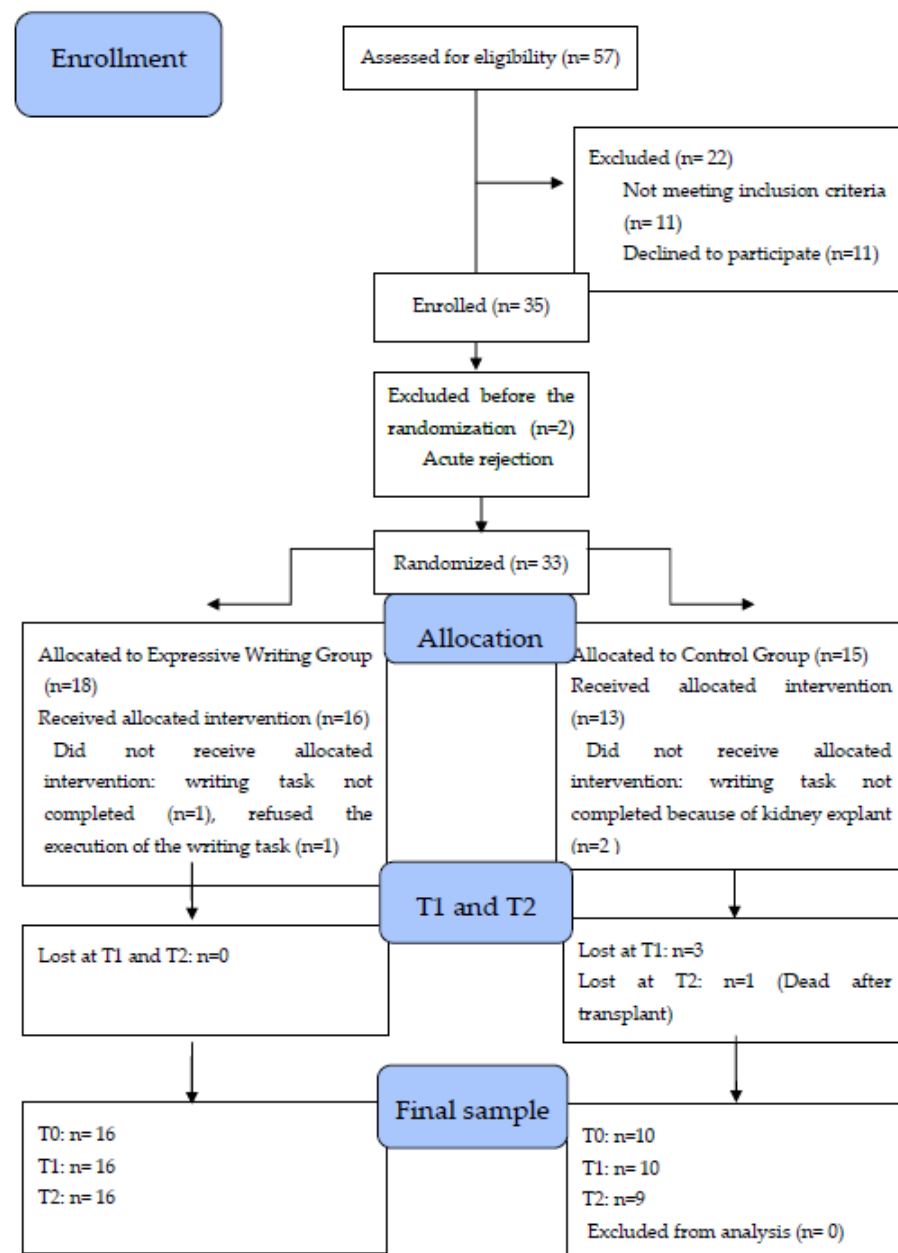 Enrollment
Assessed for eligibility (n= 57)
Excluded (n= 22)
Not meeting inclusion criteria
(n= 11)
Declined to participate (n=11)
Enrolled (n= 35)
Excluded before the
randomization (n=2)
Acute rejection
Randomized (n= 33)
Allocation
Allocated to Expressive Writing Group
(n=18)
Received allocated intervention (n=16)
Did not receive allocated
intervention: writing task not
completed (n=1), refused the
execution of the writing task (n=1)
Allocated to Control Group (n=15)
Received allocated intervention
(n=13)
Did not receive allocated
intervention: writing task not
completed because of kidney explant
(n=2 )
T1 and T2
Lost at T1 and T2: n=0
Lost at T1: n=3
Lost at T2: n=1 (Dead after
transplant)
Final sample
T0: n= 16
T1: n= 16
T2: n= 16
T0: n=10
T1: n= 10
T2: n=9
Excluded from analysis (n= 0)